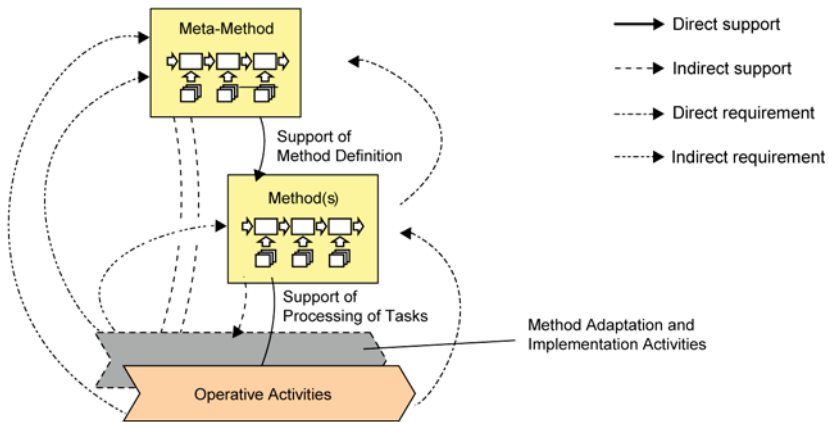 Meta-Method
Direct support
Indirect support
Direct requirement
Indirect requirement
Support of
Method Definition
Method(s)
Support of
Processing of Tasks
Method Adaptation and
Implementation Activities
Operative Activities